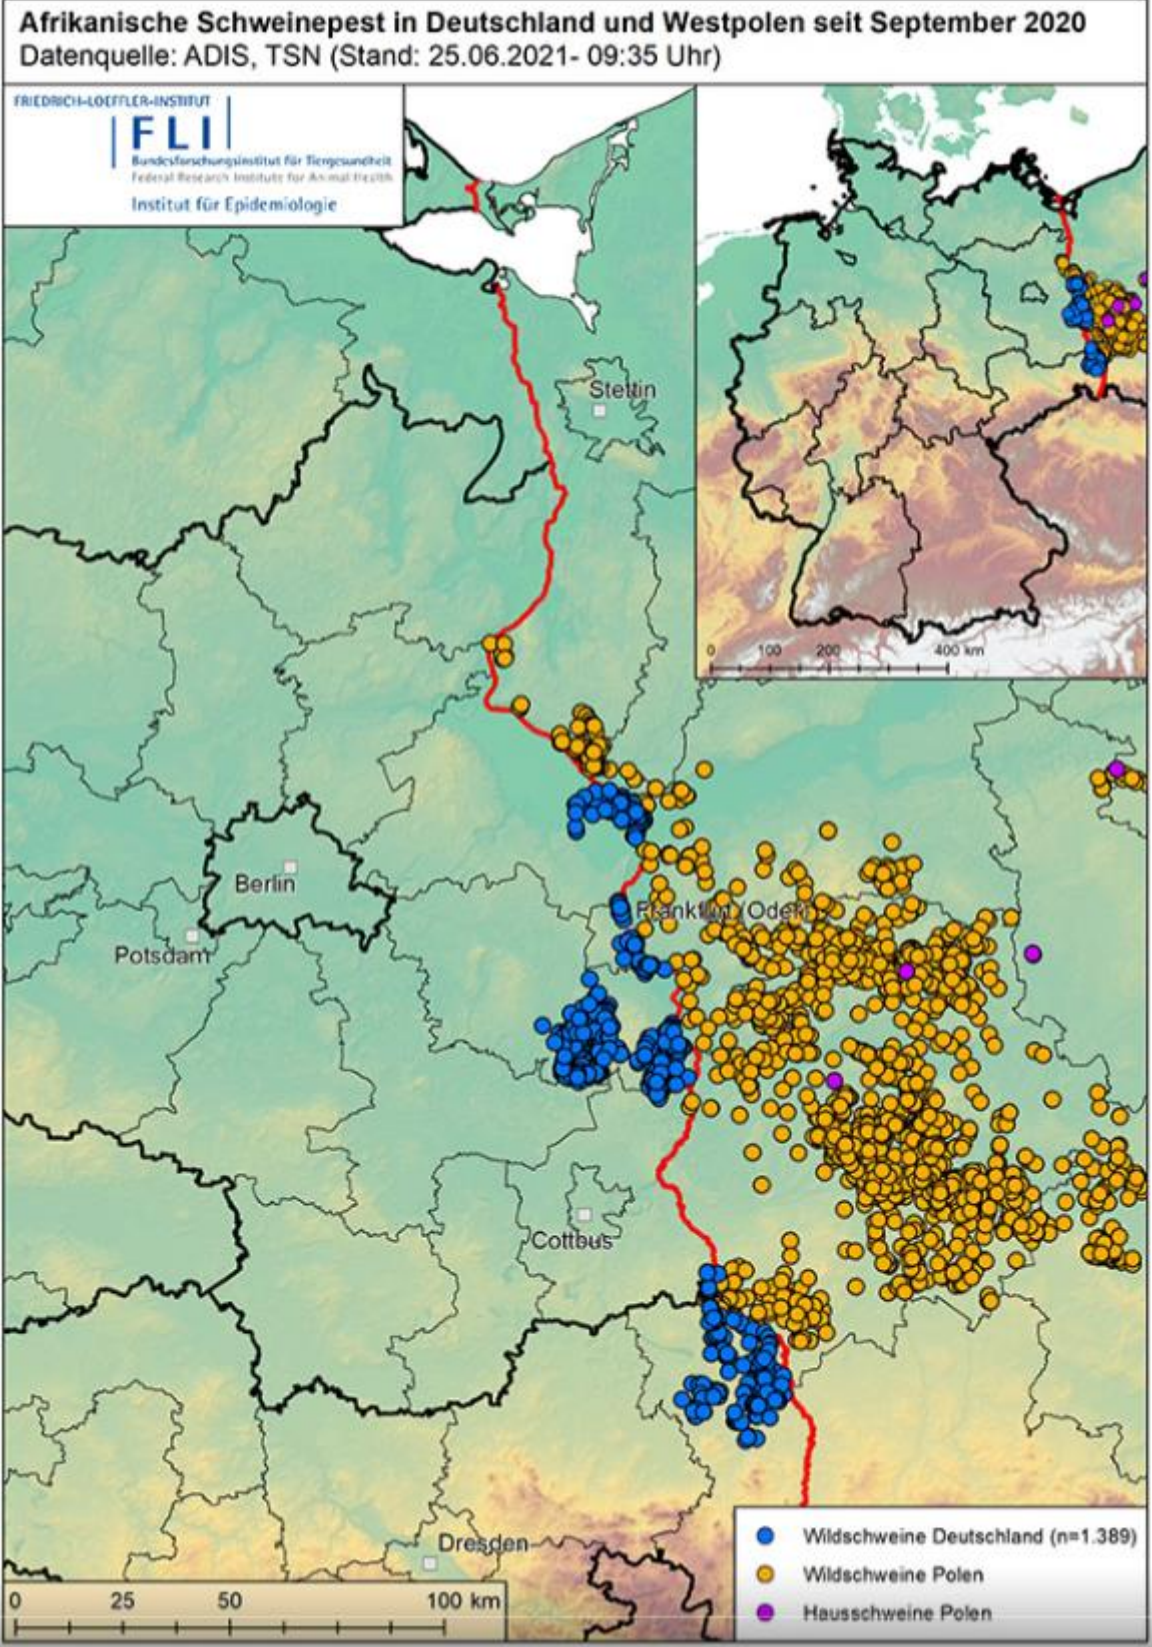 Afrikanische Schweinepest in Deutschland und Westpolen seit September 2020
Datenquelle: ADIS, TSN (Stand: 25.06.2021- 09:35 Uhr)
FRIEDRICH-LOEFFLER-INSTITUT
FLI
Bundesforschungsinstitut für Tiergesundheit
Federal Research Institute for Animal Health
Institut für Epidemiologie
Stettin
0 100 200 400 km
Berlin
Frankfurt (Oder)
Potsdam
Cottbus
Dresden
Wildschweine Deutschland (n=1.389)
Wildschweine Polen
Hausschweine Polen
0 25 50 100 km